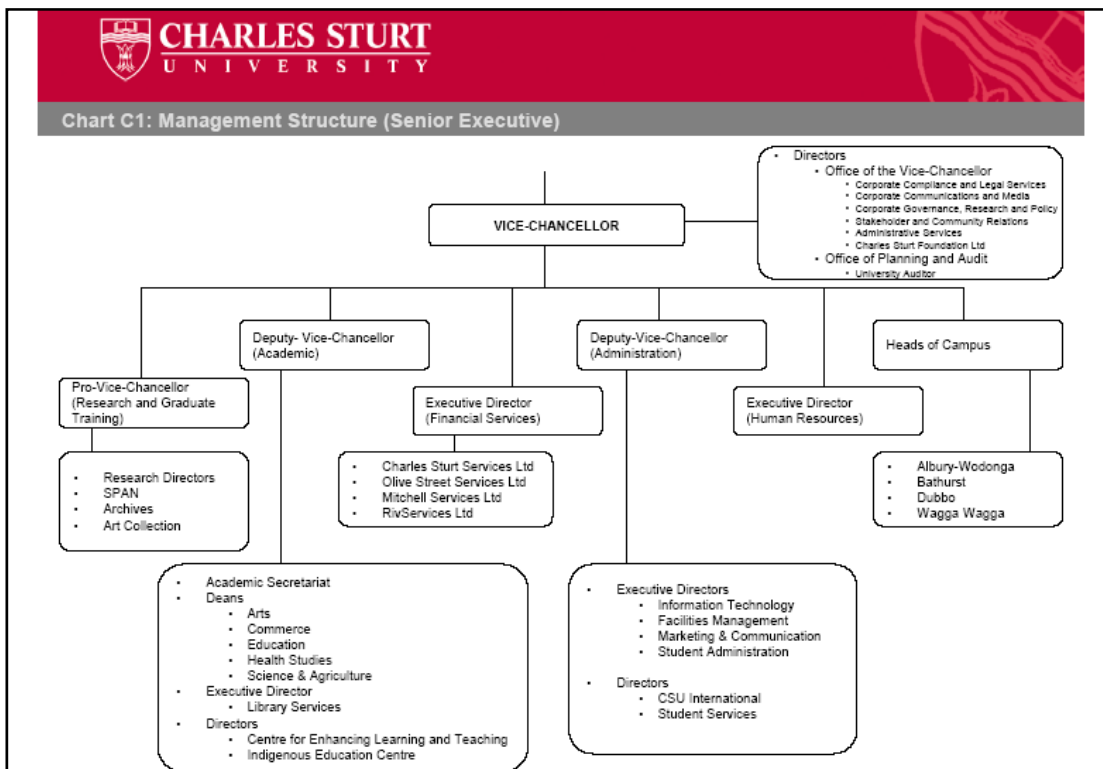 CHARLES STURT
UNIVERSITY
Chart C1: Management Structure (Senior Executive)
• Directors
• Office of the Vice-Chancellor
• Corporate Compliance and Legal Services
• Corporate Communications and Media
• Corporate Governance, Research and Policy
• Stakeholder and Community Relations
• Administrative Services
• Charles Sturt Foundation Ltd
• Office of Planning and Audit
• University Auditor
VICE-CHANCELLOR
Deputy- Vice-Chancellor
(Academic)
Deputy-Vice-Chancellor
(Administration)
Heads of Campus
Pro-Vice-Chancellor
(Research and Graduate
Training)
Executive Director
(Financial Services)
Executive Director
(Human Resources)
• Research Directors
• SPAN
• Archives
• Art Collection
• Charles Sturt Services Ltd
• Olive Street Services Ltd
• Mitchell Services Ltd
• RivServices Ltd
• Albury-Wodonga
• Bathurst
• Dubbo
• Wagga Wagga
• Academic Secretariat
• Deans
• Arts
• Commerce
• Education
• Health Studies
• Science & Agriculture
• Executive Director
• Library Services
• Directors
• Centre for Enhancing Learning and Teaching
• Indigenous Education Centre
• Executive Directors
• Information Technology
• Facilities Management
• Marketing & Communication
• Student Administration
• Directors
• CSU International
• Student Services